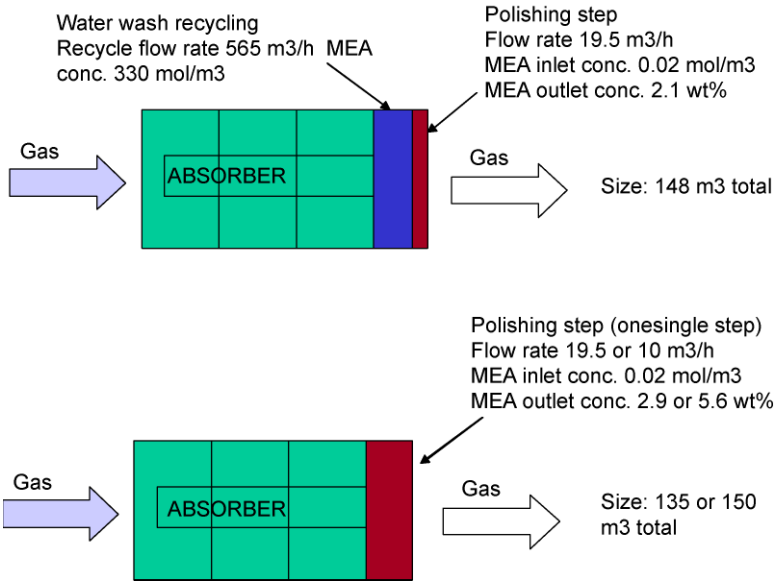 Water wash recycling
Recycle flow rate 565 m3/h MEA
conc. 330 mol/m3
Polishing step
Flow rate 19.5 m3/h
MEA inlet conc. 0.02 mol/m3
MEA outlet conc. 2.1 wt%
Gas
ABSORBER
Gas
Size: 148 m3 total
Polishing step (onesingle step)
Flow rate 19.5 or 10 m3/h
MEA inlet conc. 0.02 mol/m3
MEA outlet conc. 2.9 or 5.6 wt%
Gas
ABSORBER
Gas
Size: 135 or 150
m3 total